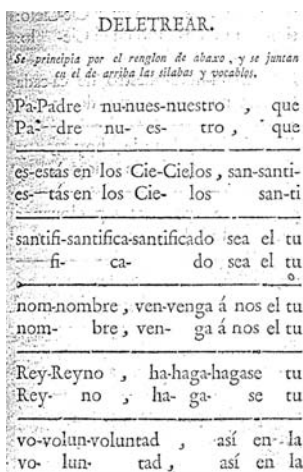 DELETREAR.
Se principia por el renglon de abaxo, y se juntan
en el de arriba las silabas y vocablos.
Pa-Padre nu-nues-nuestro , que
Pa- dre nu- es- tro , que
es-estás en los Cie-Cielos , san-santi-
es- tás en los Cie- los san-ti
santifi-santifica-santificado sea el tu
fi- ca- do sea el tu
nom-nombre , ven-venga á nos el tu
nom- bre , ven- ga á nos el tu
Rey-Reyno , ha-haga-hagase tu
Rey- no , ha- ga- se tu
vo-volun-voluntad , así en la
vo- lun- tad , así en la